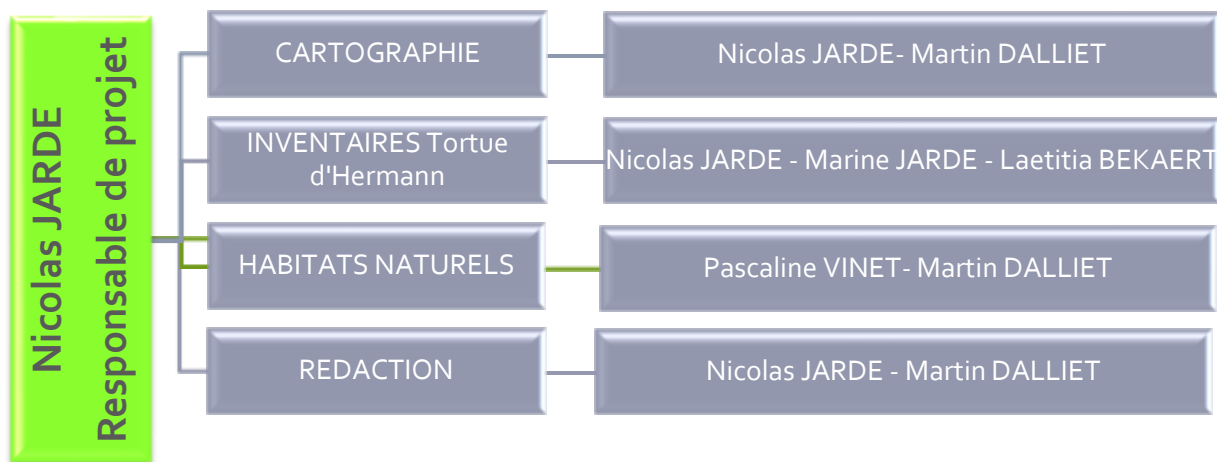 Nicolas JARDE
Responsable de projet
CARTOGRAPHIE
Nicolas JARDE- Martin DALLIET
INVENTAIRES Tortue
d'Hermann
Nicolas JARDE - Marine JARDE - Laetitia BEKAERT
HABITATS NATURELS
Pascaline VINET- Martin DALLIET
REDACTION
Nicolas JARDE - Martin DALLIET